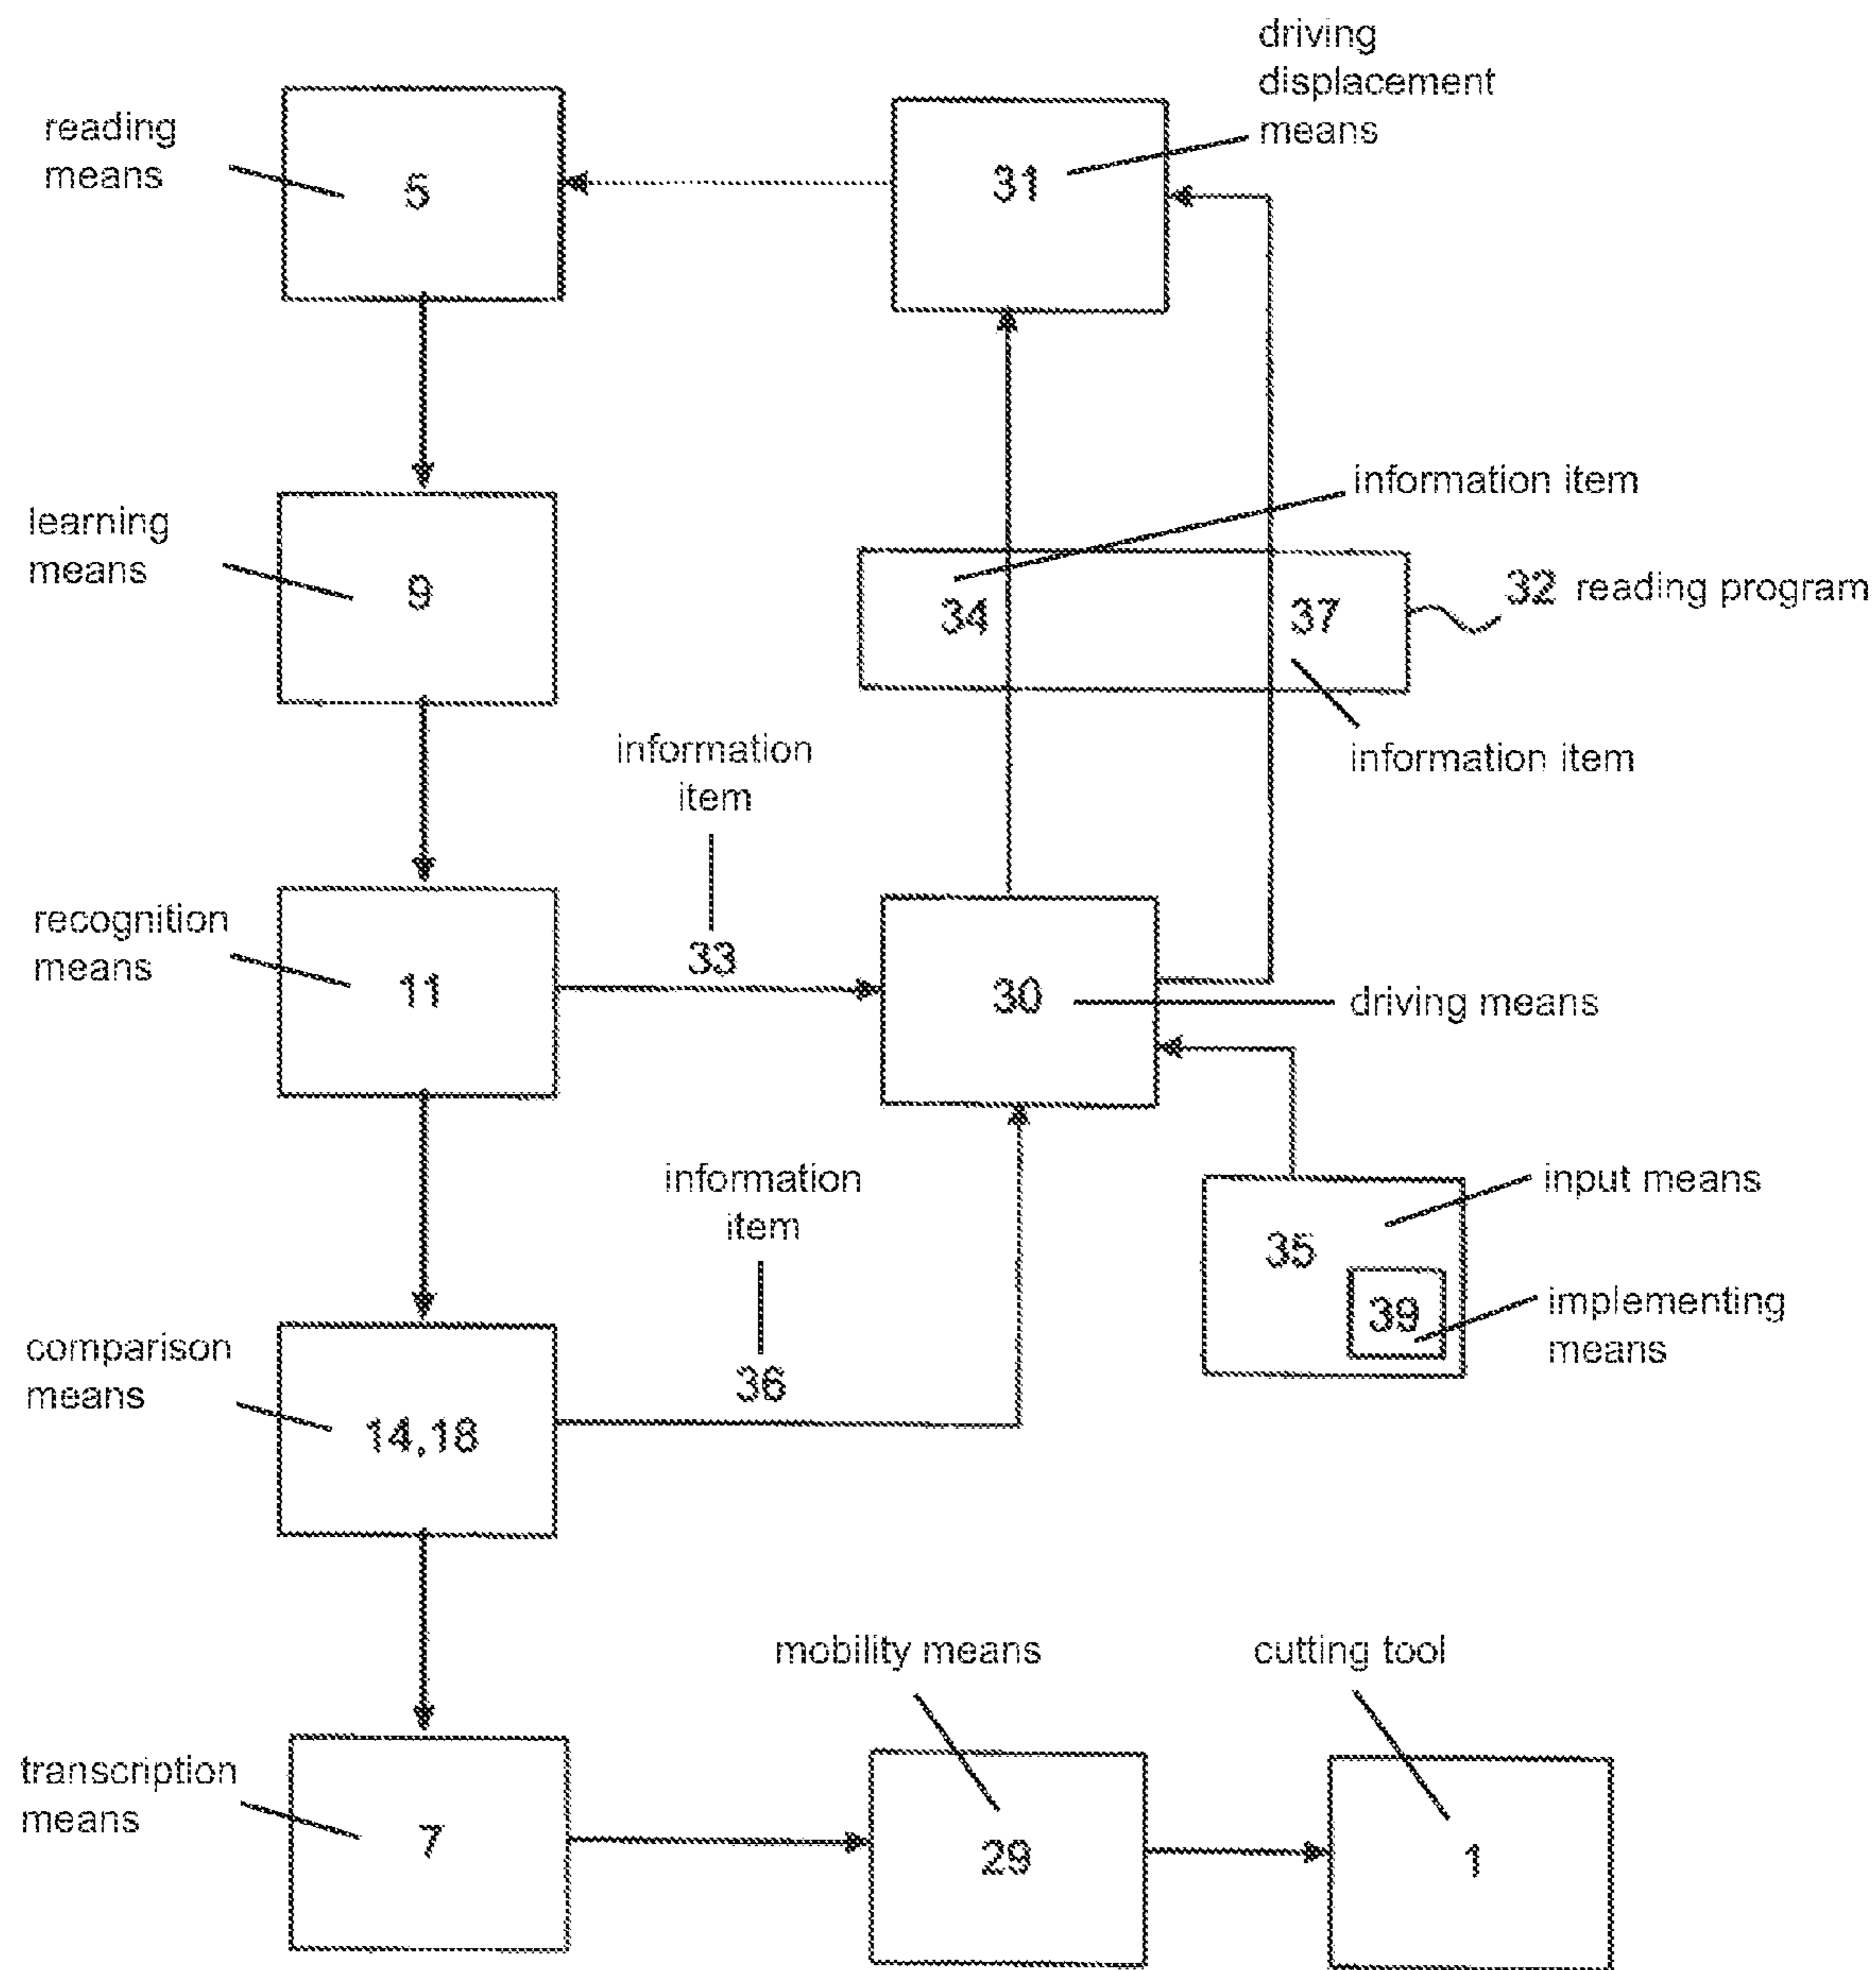 driving
displacement
means
reading
means
5
31
learning
means
9
information item
34
37
32 reading program
information item
information
item
33
recognition
means
11
30
driving means
information
item
36
input means
35
39
implementing
means
comparison
means
14,18
mobility means
cutting tool
transcription
means
7
29
1